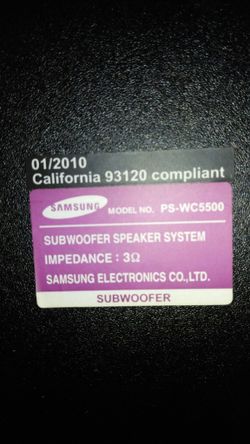 01/2010
California 93120 compliant
SAMSUNG MODEL NO. PS-WC5500
SUBWOOFER SPEAKER SYSTEM
IMPEDANCE : 3Ω
SAMSUNG ELECTRONICS CO.,LTD.
SUBWOOFER